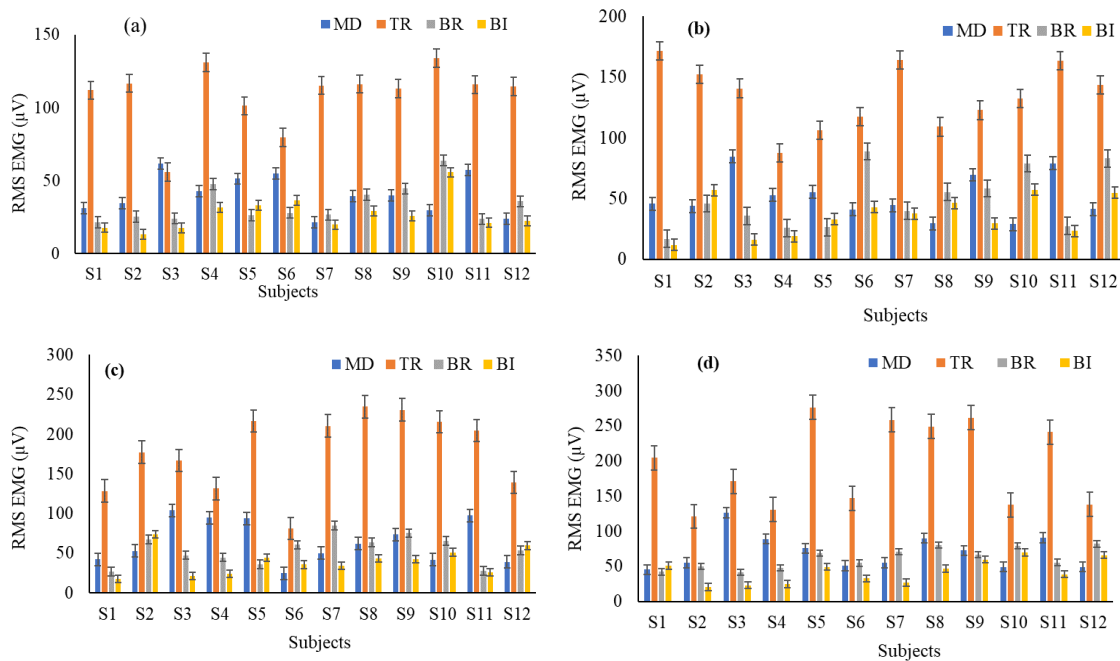 (a)
MD TR BR BI
RMS EMG (µV)
150
100
50
0
S1 S2 S3 S4 S5 S6 S7 S8 S9 S10 S11 S12
Subjects
(b)
MD TR BR BI
RMS EMG (µV)
200
150
100
50
0
S1 S2 S3 S4 S5 S6 S7 S8 S9 S10 S11 S12
Subjects
(c)
MD TR BR BI
RMS EMG (µV)
300
250
200
150
100
50
0
S1 S2 S3 S4 S5 S6 S7 S8 S9 S10 S11 S12
Subjects
(d)
MD TR BR BI
RMS EMG (µV)
350
300
250
200
150
100
50
0
S1 S2 S3 S4 S5 S6 S7 S8 S9 S10 S11 S12
Subjects